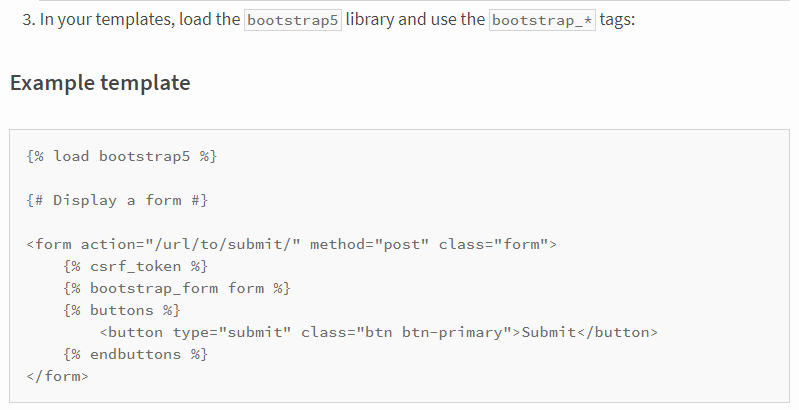 3. In your templates, load the bootstrap5 library and use the bootstrap_* tags:
Example template
{% load bootstrap5 %}
{# Display a form #}
<form action="/url/to/submit/" method="post" class="form">
    {% csrf_token %}
    {% bootstrap_form form %}
    {% buttons %}
        <button type="submit" class="btn btn-primary">Submit</button>
    {% endbuttons %}
</form>